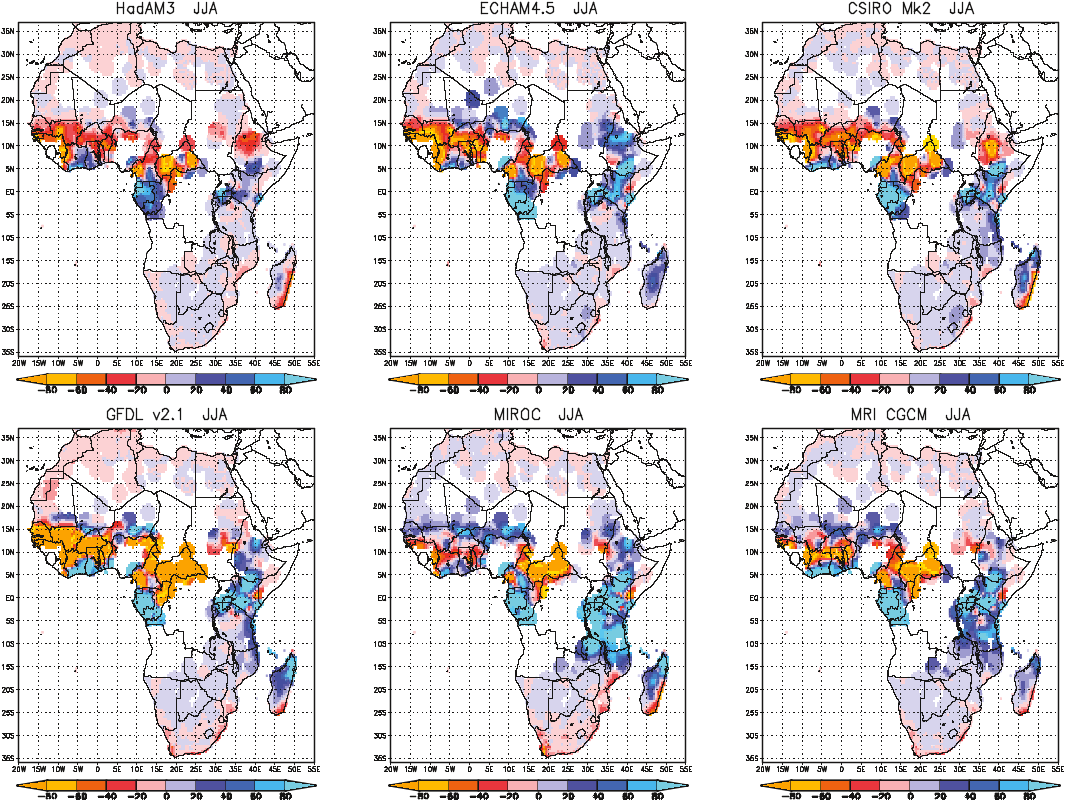 HadAM3 JJA
ECHAM4.5 JJA
CSIRO Mk2 JJA
35N 35N 35N
30N 30N 30N
25N 25N 25N
20N 20N 20N
15N 15N 15N
10N 10N 10N
5N 5N 5N
EQ EQ EQ
5S 5S 5S
10S 10S 10S
15S 15S 15S
20S 20S 20S
25S 25S 25S
30S 30S 30S
35S 35S 35S
20W 15W 10W 5W 0 5E 10E 15E 20E 25E 30E 35E 40E 45E 50E 55E
20W 15W 10W 5W 0 5E 10E 15E 20E 25E 30E 35E 40E 45E 50E 55E
20W 15W 10W 5W 0 5E 10E 15E 20E 25E 30E 35E 40E 45E 50E 55E
-80 -60 -40 -20 0 20 40 60 80
-80 -60 -40 -20 0 20 40 60 80
-80 -60 -40 -20 0 20 40 60 80
GFDL v2.1 JJA
MIROC JJA
MRI CGCM JJA
35N 35N 35N
30N 30N 30N
25N 25N 25N
20N 20N 20N
15N 15N 15N
10N 10N 10N
5N 5N 5N
EQ EQ EQ
5S 5S 5S
10S 10S 10S
15S 15S 15S
20S 20S 20S
25S 25S 25S
30S 30S 30S
35S 35S 35S
20W 15W 10W 5W 0 5E 10E 15E 20E 25E 30E 35E 40E 45E 50E 55E
20W 15W 10W 5W 0 5E 10E 15E 20E 25E 30E 35E 40E 45E 50E 55E
20W 15W 10W 5W 0 5E 10E 15E 20E 25E 30E 35E 40E 45E 50E 55E
-80 -60 -40 -20 0 20 40 60 80
-80 -60 -40 -20 0 20 40 60 80
-80 -60 -40 -20 0 20 40 60 80